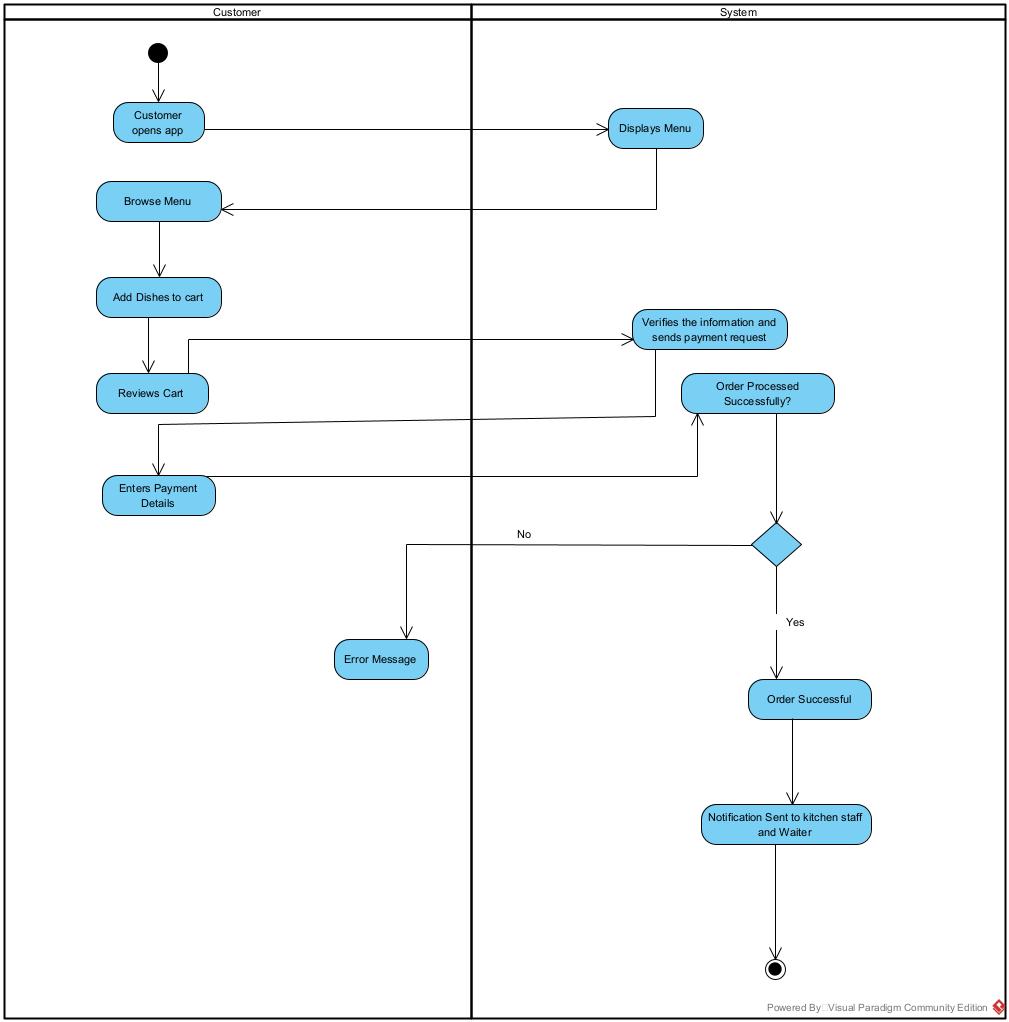 Customer
System
Customer
opens app
Displays Menu
Browse Menu
Add Dishes to cart
Verifies the information and
sends payment request
Reviews Cart
Order Processed
Successfully?
Enters Payment
Details
No
Yes
Error Message
Order Successful
Notification Sent to kitchen staff
and Waiter
Powered By Visual Paradigm Community Edition